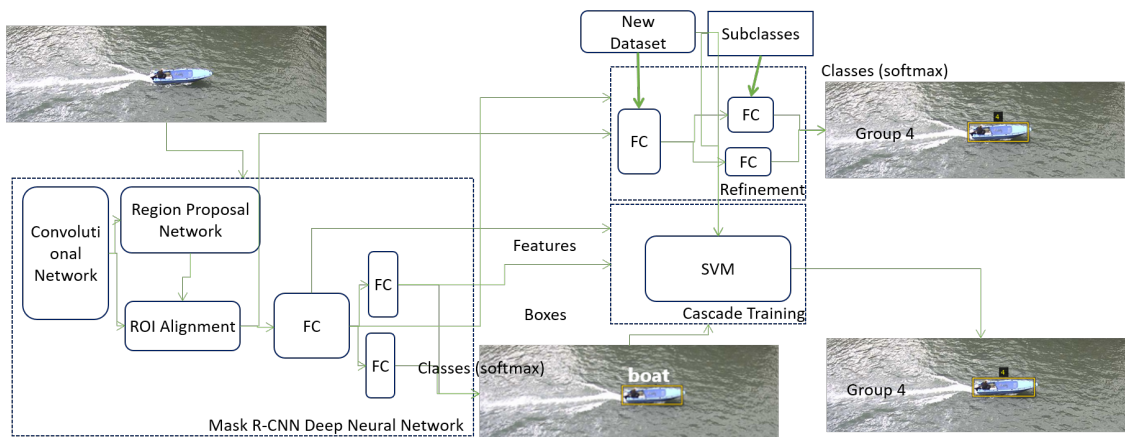 New
Dataset
Subclasses
Classes (softmax)
FC
FC
Group 4
4
FC
Refinement
Region Proposal
Network
Convoluti
onal
Network
Features
SVM
FC
ROI Alignment
FC
Boxes
Cascade Training
FC
Classes (softmax)
boat
Group 4
4
Mask R-CNN Deep Neural Network